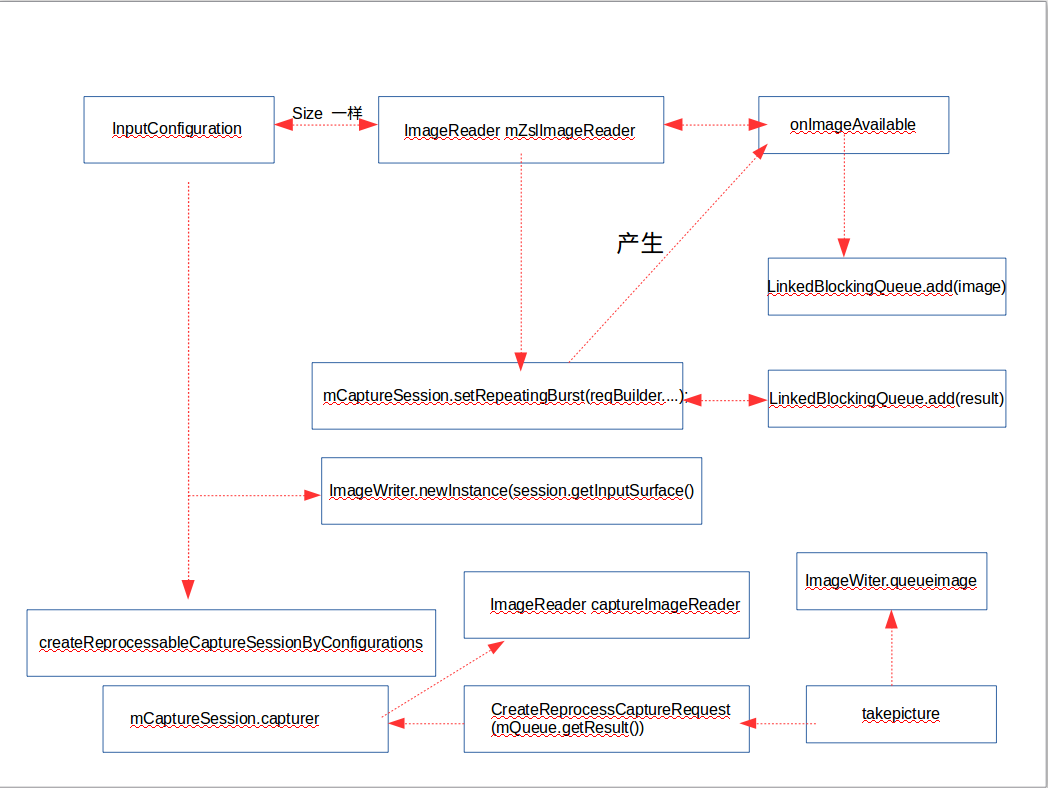 Size 一样
InputConfiguration
ImageReader mZslImageReader
onImageAvailable
产生
LinkedBlockingQueue.add(image)
mCaptureSession.setRepeatingBurst(reqBuilder....);
LinkedBlockingQueue.add(result)
ImageWriter.newInstance(session.getInputSurface()
ImageWiter.queueimage
ImageReader captureImageReader
createReprocessableCaptureSessionByConfigurations
mCaptureSession.capturer
CreateReprocessCaptureRequest
(mQueue.getResult())
takepicture